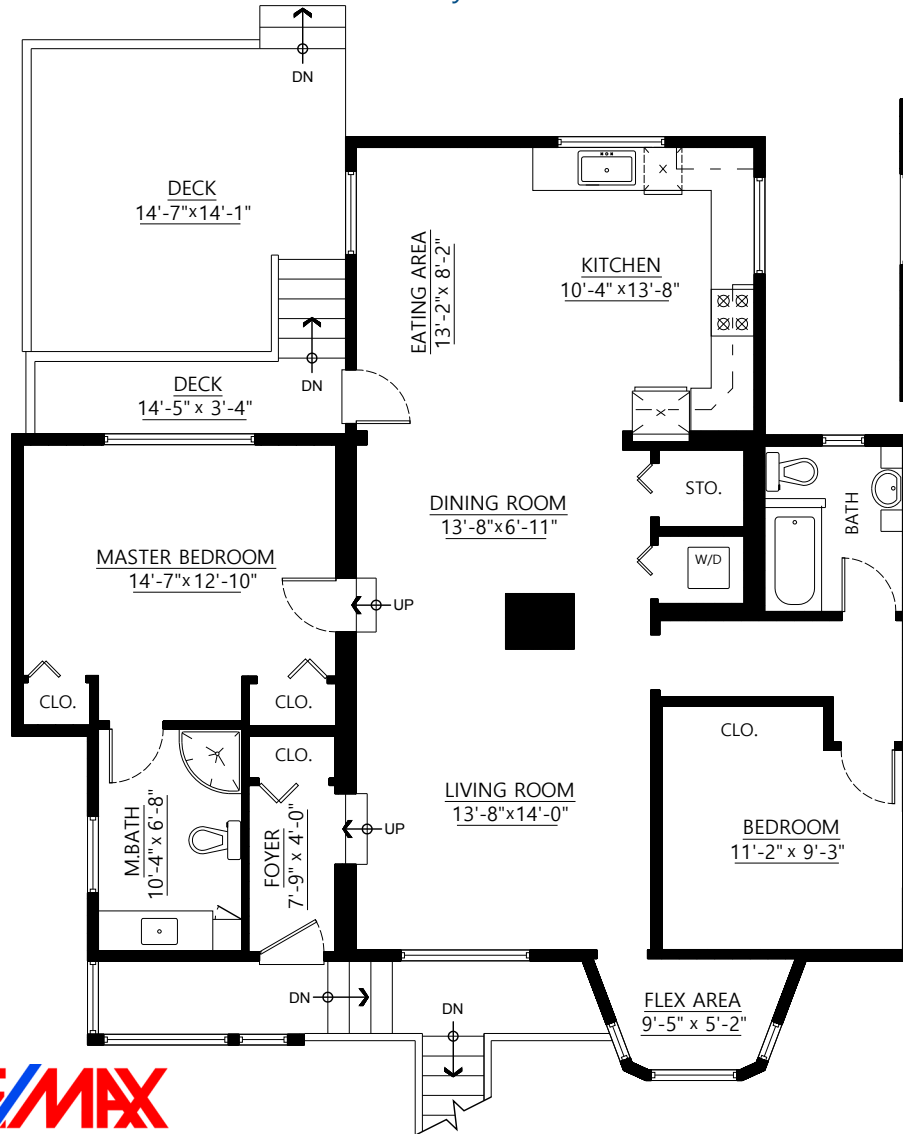 DN
DECK
14'-7"x14'-1"
EATING AREA
13'-2"x 8'-2"
KITCHEN
10'-4" x13'-8"
DN
DECK
14'-5" x 3'-4"
DINING ROOM
13'-8"x6'-11"
STO.
BATH
MASTER BEDROOM
14'-7"x 12'-10"
W/D
UP
CLO.
CLO.
CLO.
CLO.
M.BATH
10'-4"x 6'-8"
FOYER
7'-9" x 4'-0"
UP
LIVING ROOM
13'-8"x14'-0"
BEDROOM
11'-2" x 9'-3"
DN
DN
FLEX AREA
9'-5" x 5'-2"
/MAX